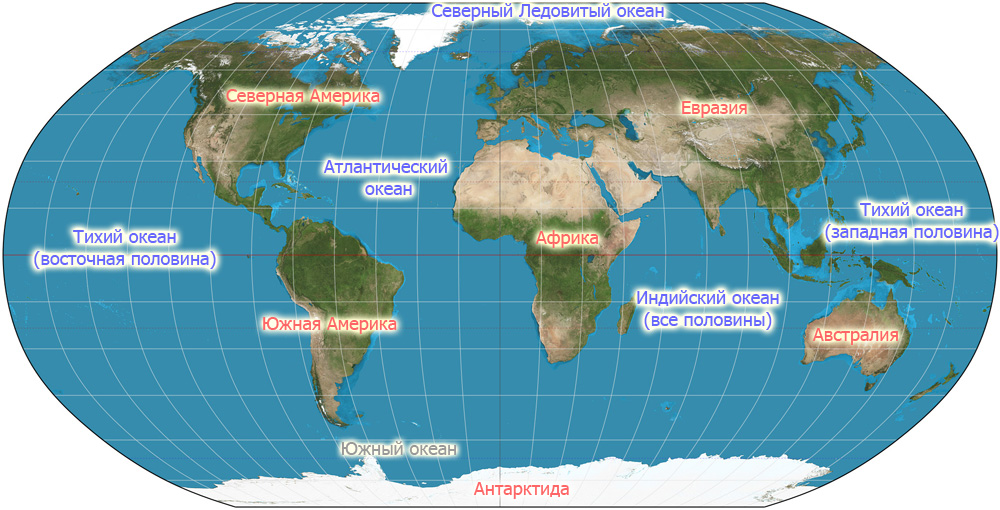 Северный Ледовитый океан
Северная Америка
Евразия
Атлантический
океан
Тихий океан
(западная половина)
Тихий океан
(восточная половина)
Африка
Индийский океан
(все половины)
Южная Америка
Австралия
Южный океан
Антарктида